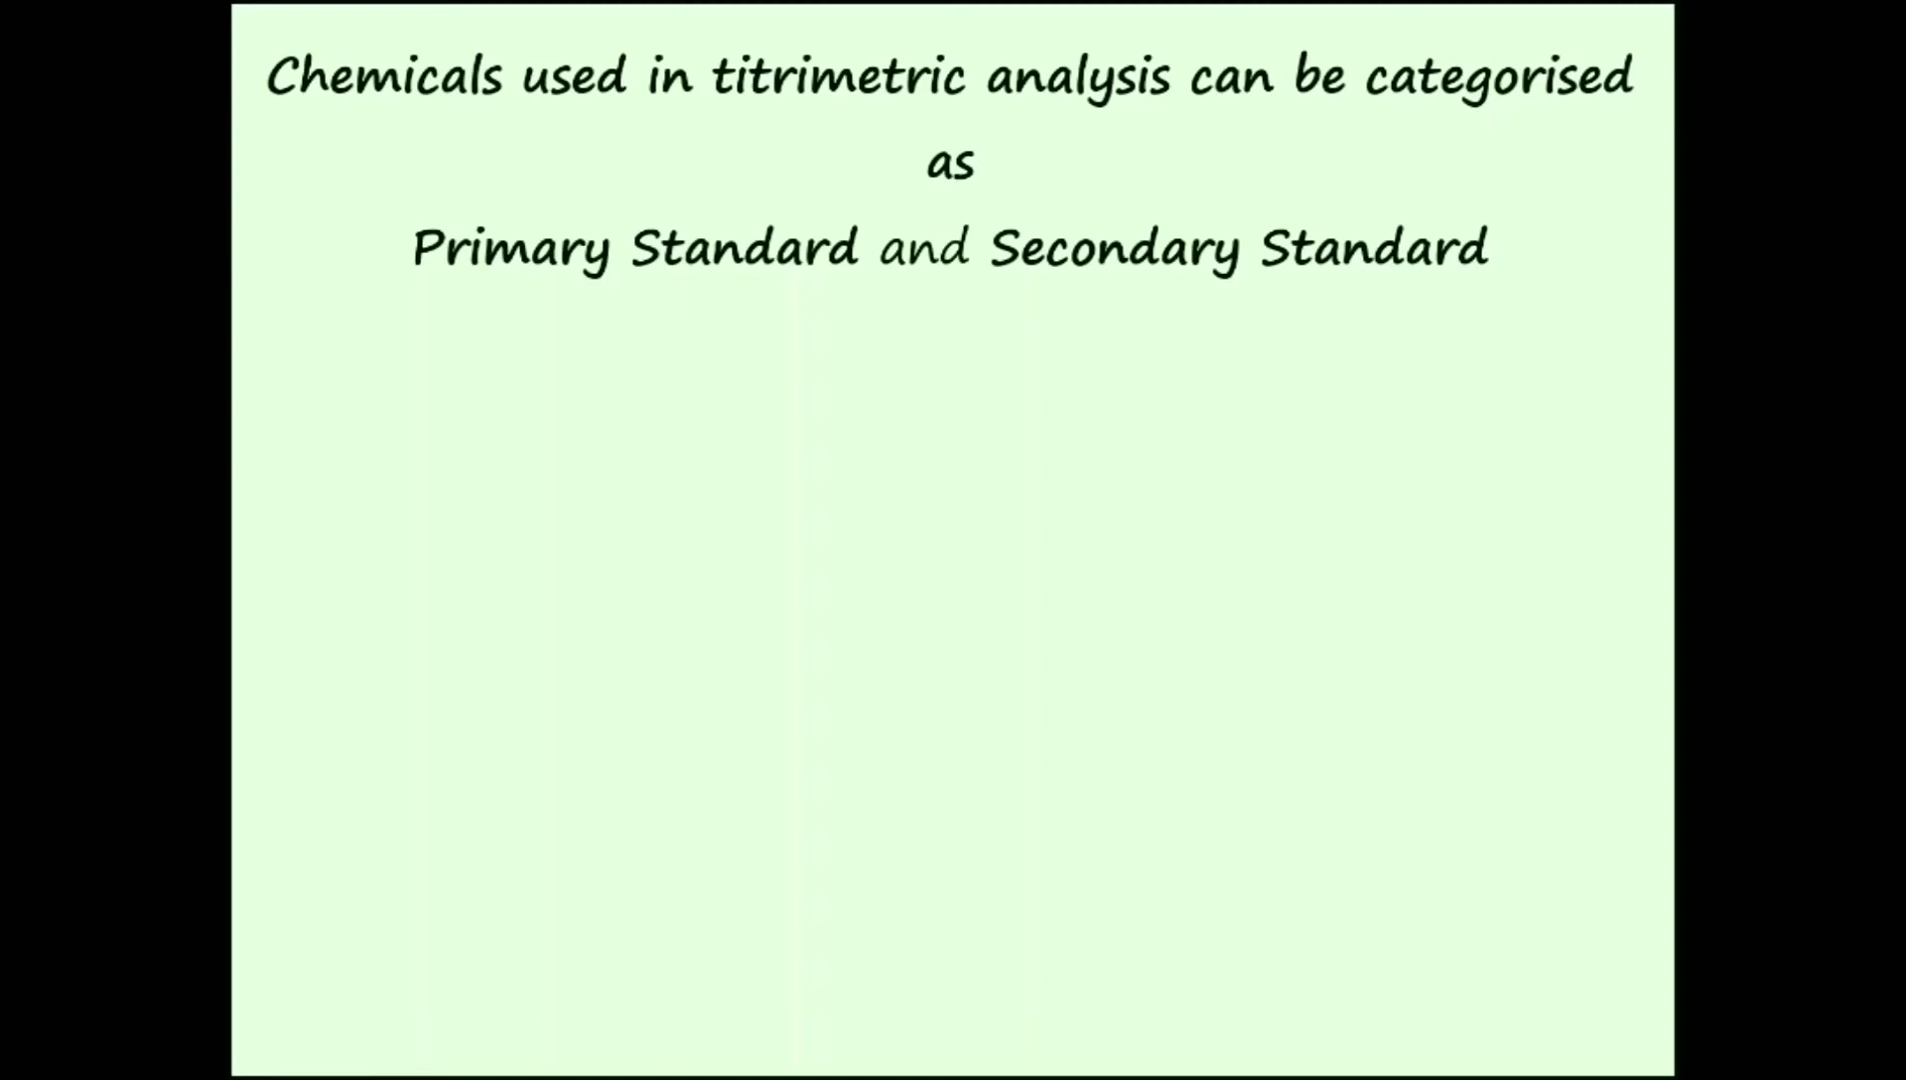 Chemicals used in titrimetric analysis can be categorised
as
Primary Standard and Secondary Standard